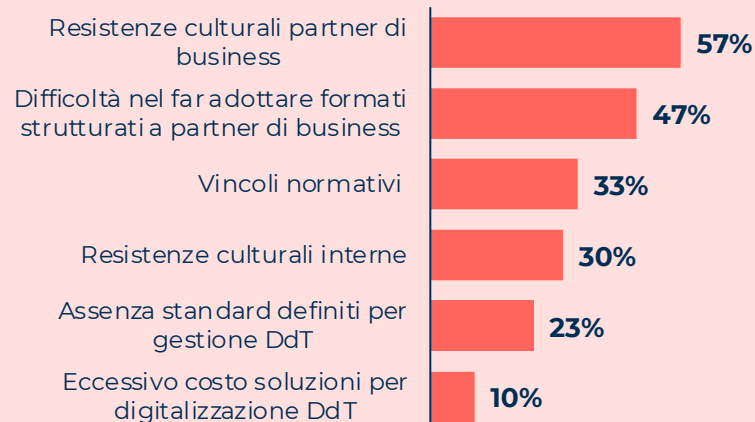 Resistenze culturali partner di
business
57%
Difficoltà nel far adottare formati
strutturati a partner di business
47%
Vincoli normativi
33%
Resistenze culturali interne
30%
Assenza standard definiti per
gestione DdT
23%
Eccessivo costo soluzioni per
digitalizzazione DdT
10%